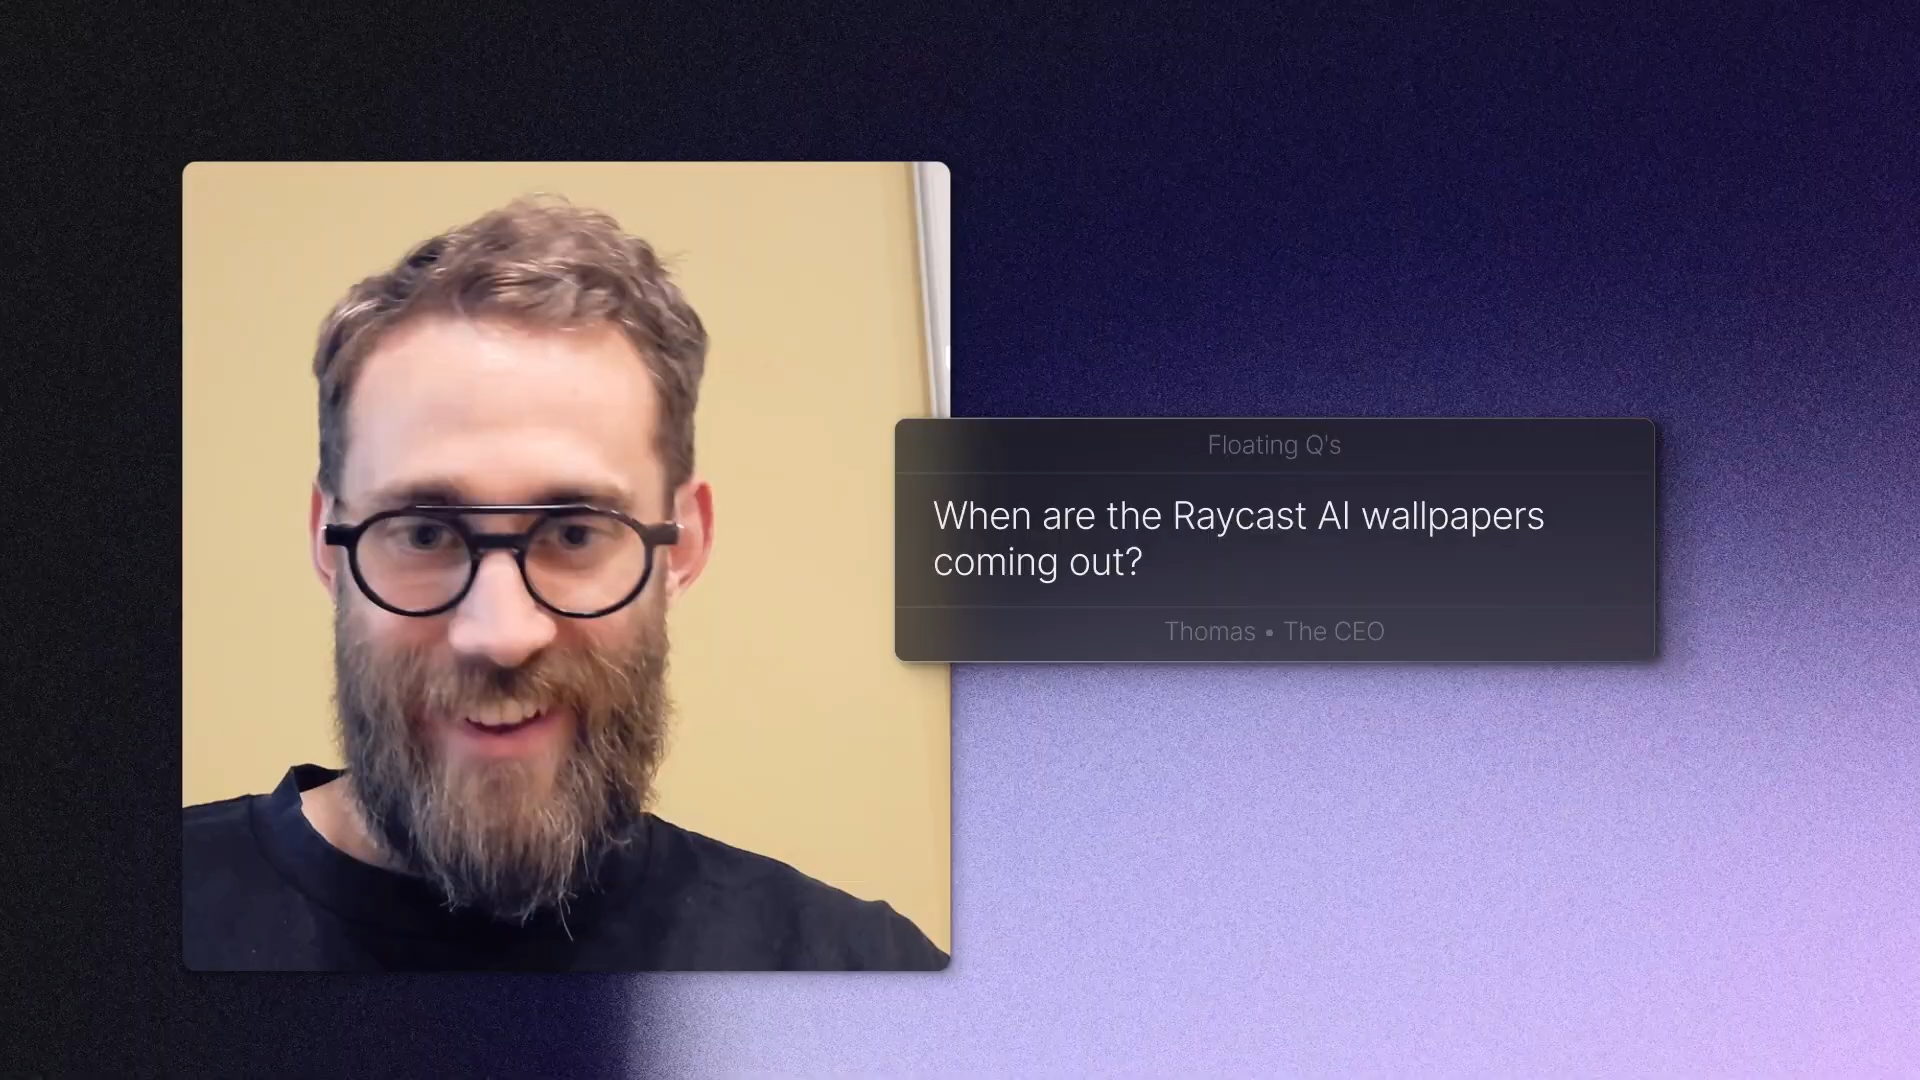 Floating Q's
When are the Raycast AI wallpapers
coming out?
Thomas • The CEO